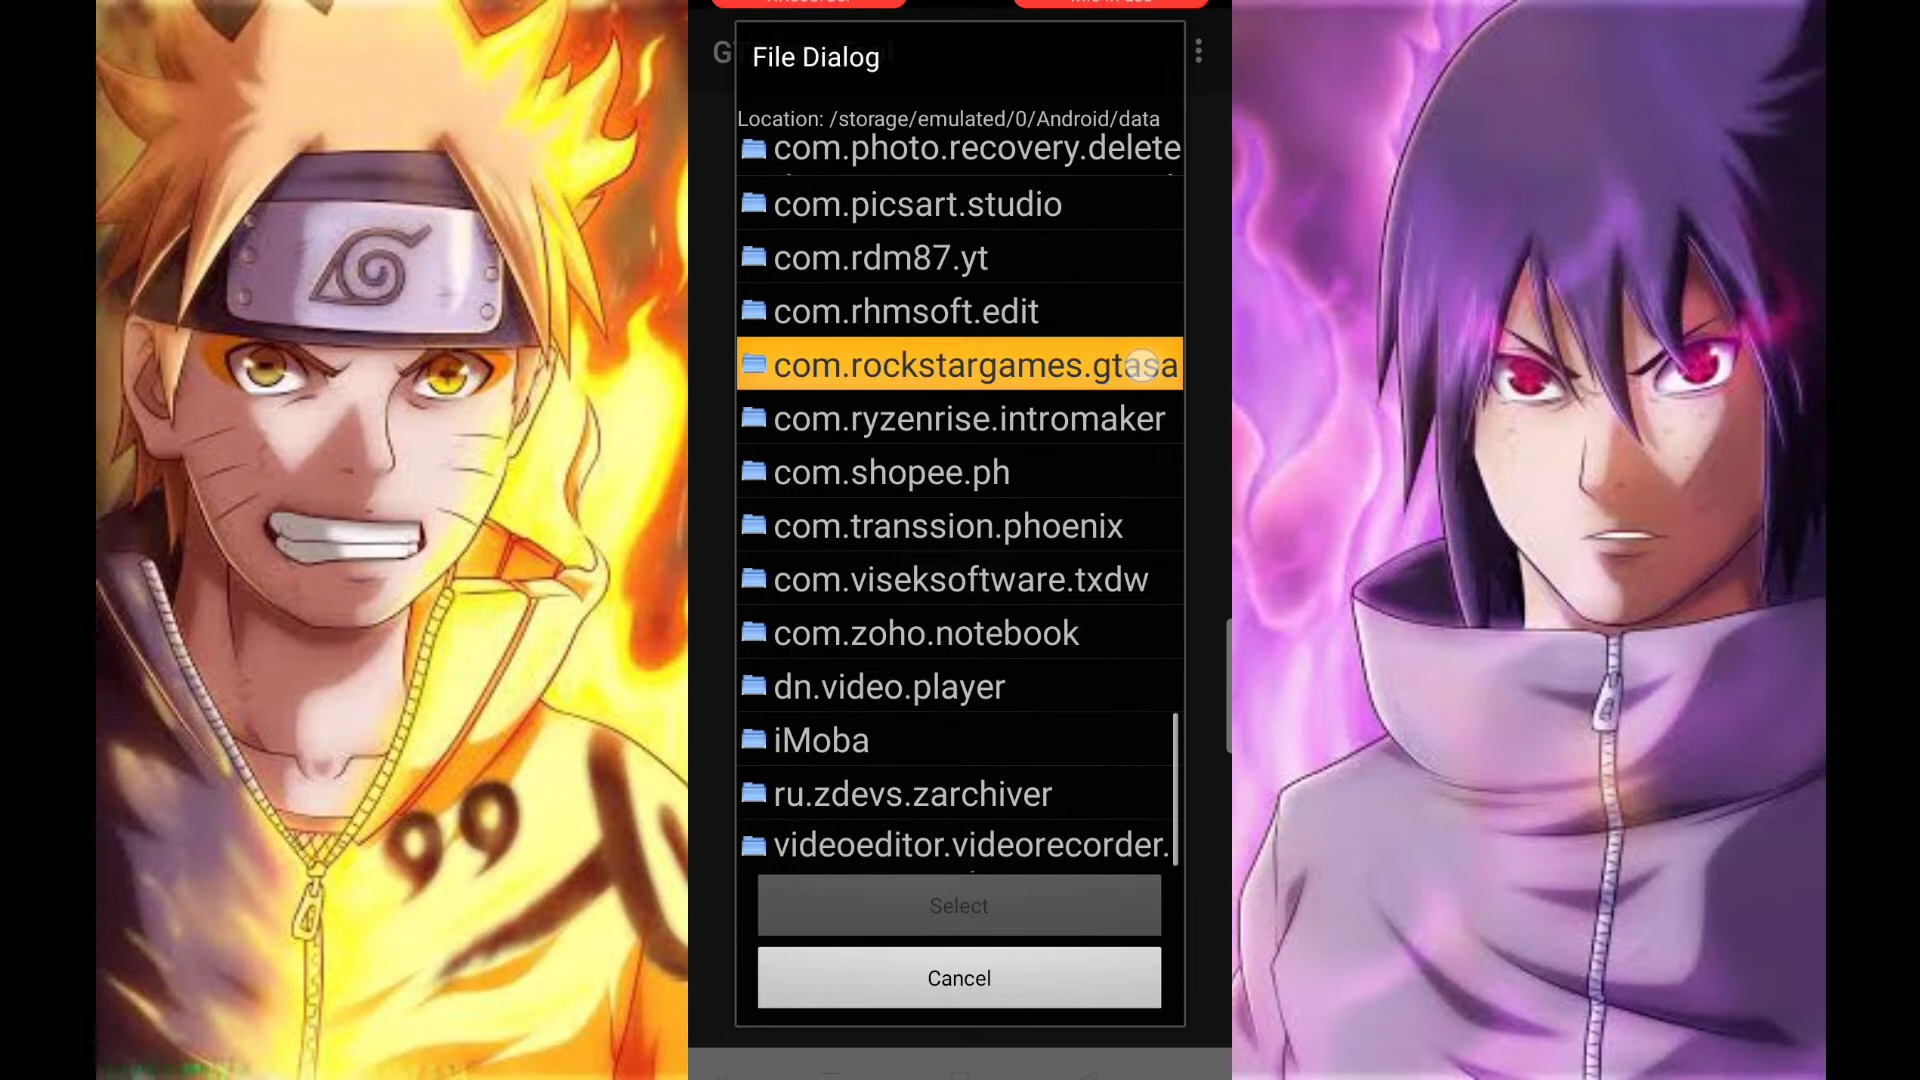 File Dialog
Location: /storage/emulated/0/Android/data
com.photo.recovery.delete
com.picsart.studio
com.rdm87.yt
com.rhmsoft.edit
com.rockstargames.gtasa
com.ryzenrise.intromaker
com.shopee.ph
com.transsion.phoenix
com.viseksoftware.txdw
com.zoho.notebook
dn.video.player
iMoba
ru.zdevs.zarchiver
videoeditor.videorecorder.
Select
Cancel